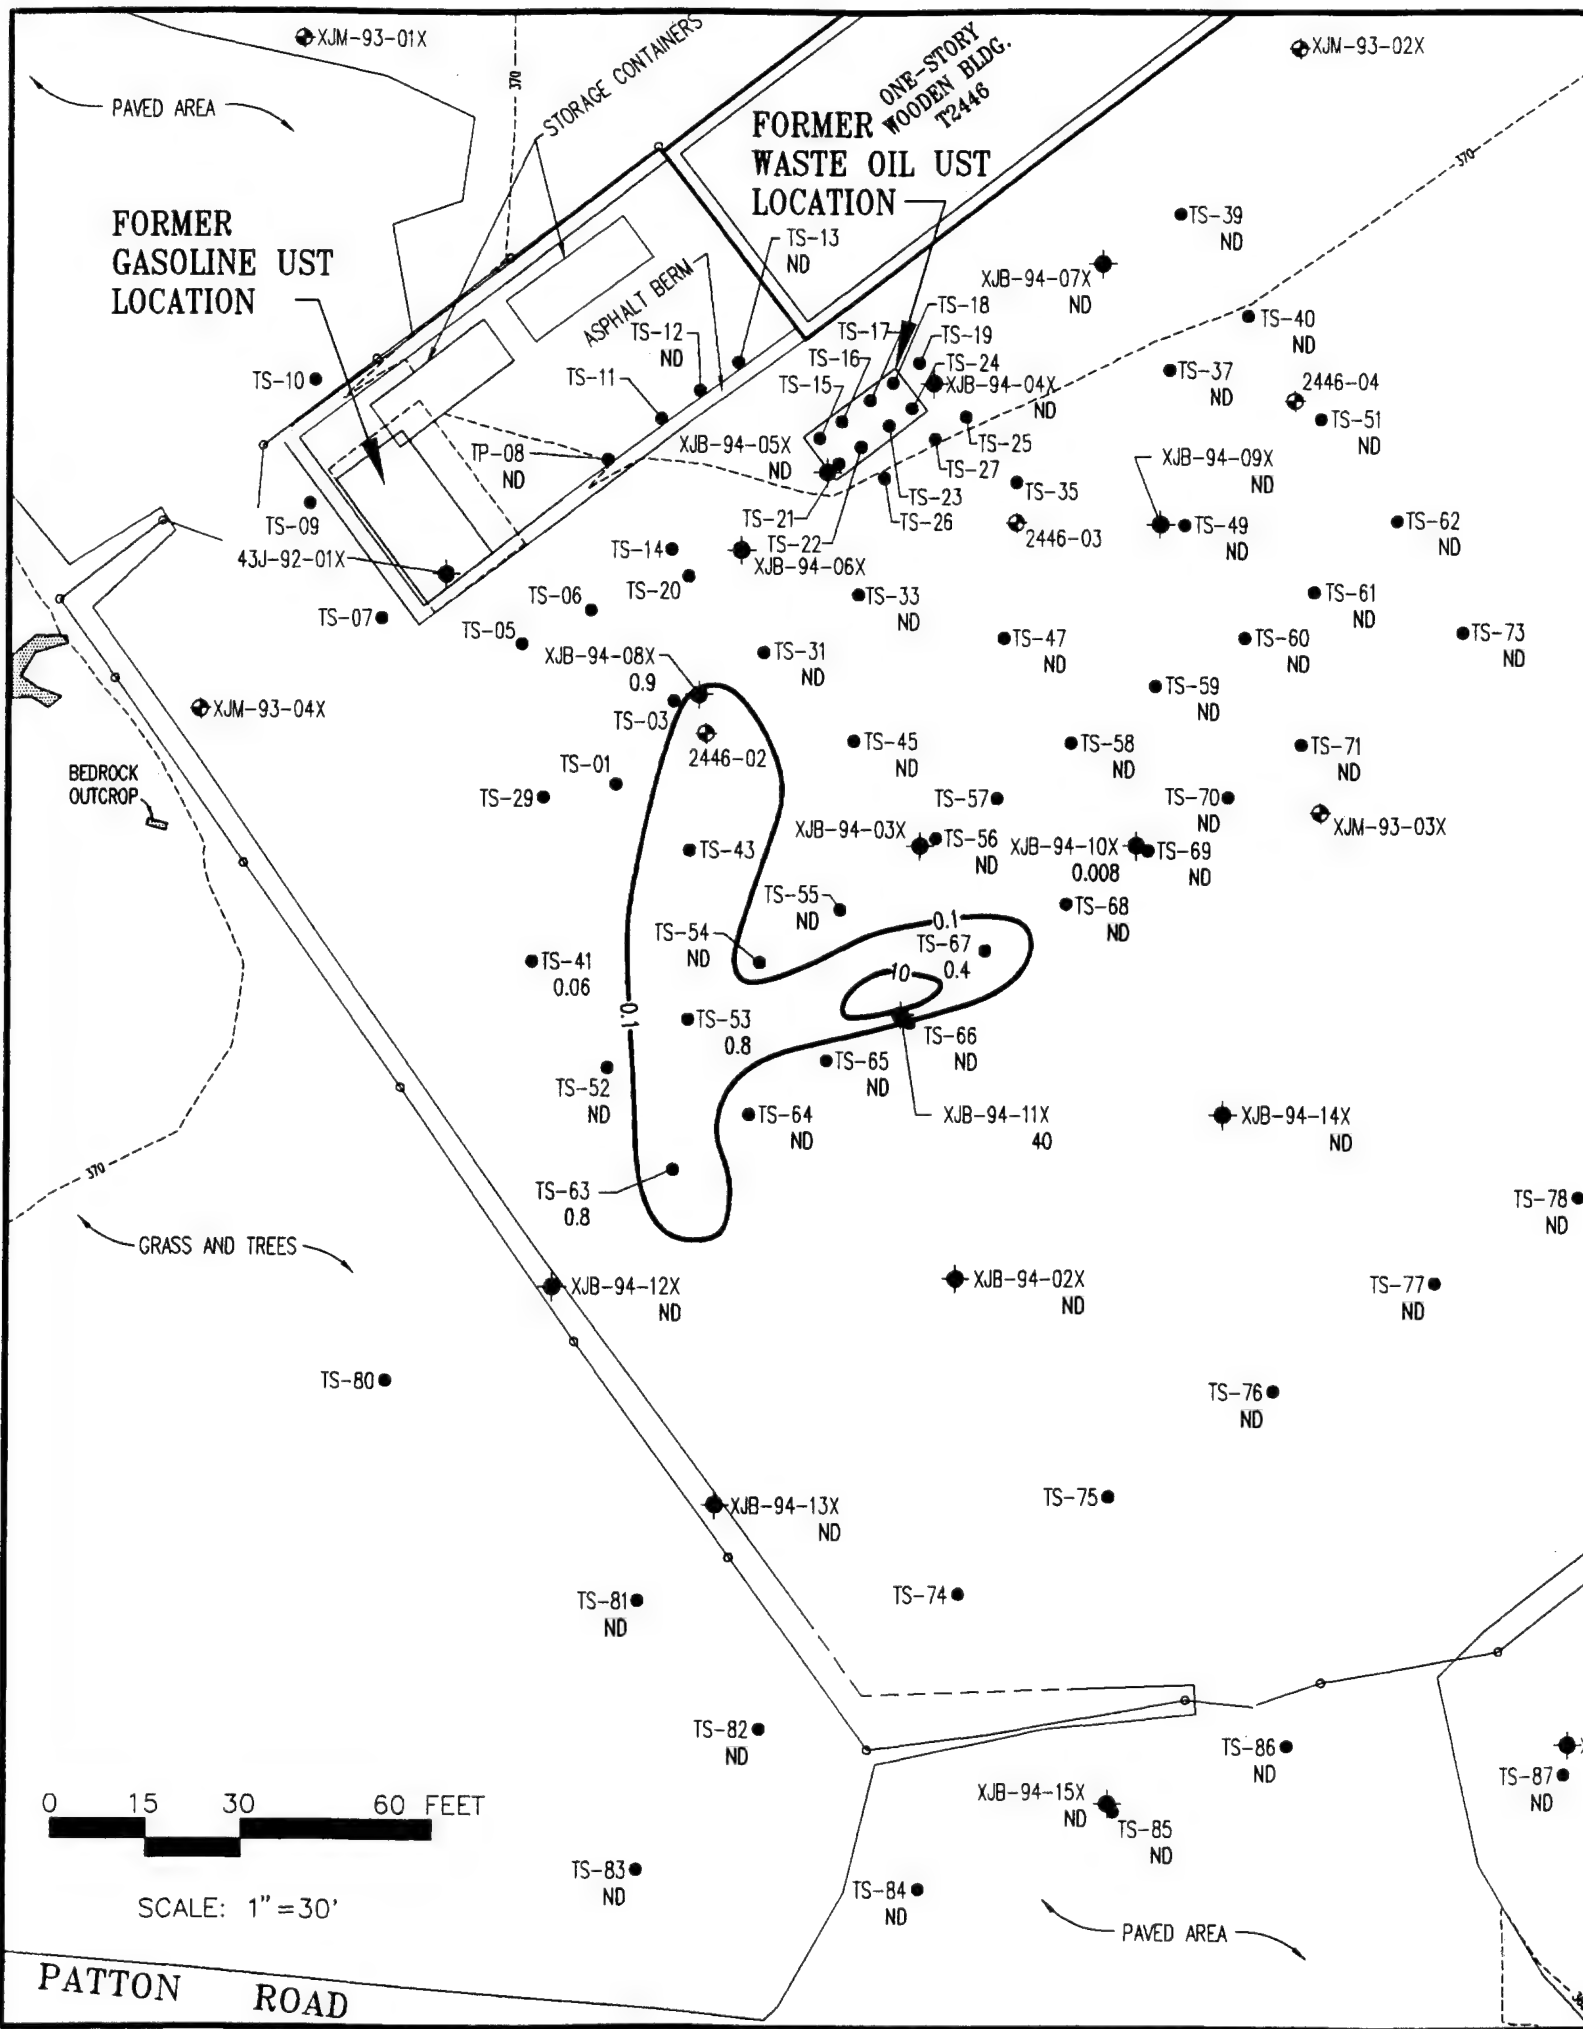 XJM-93-01X
370
STORAGE CONTAINERS
ONE-STORY
WOODEN BLDG.
T2446
XJM-93-02X
PAVED AREA
FORMER
WASTE OIL UST
LOCATION
370
FORMER
GASOLINE UST
LOCATION
TS-39
ND
TS-13
ND
XJB-94-07X
ND
ASPHALT BERM
TS-12
ND
TS-18
TS-17
TS-19
TS-16
TS-24
TS-15
XJB-94-04X
ND
TS-40
ND
TS-37
ND
2446-04
TS-51
ND
TS-10
TS-11
TP-08
ND
XJB-94-05X
ND
TS-25
TS-27
TS-23
TS-26
TS-21
TS-22
TS-35
2446-03
XJB-94-09X
ND
TS-49
ND
TS-62
ND
TS-09
43J-92-01X
TS-14
XJB-94-06X
TS-20
TS-33
ND
TS-61
ND
TS-07
TS-06
TS-05
TS-47
ND
TS-60
ND
TS-73
ND
XJB-94-08X
0.9
TS-31
ND
TS-59
ND
XJM-93-04X
TS-03
2446-02
TS-45
ND
TS-58
ND
TS-71
ND
BEDROCK
OUTCROP
TS-01
TS-29
TS-57
TS-70
ND
XJM-93-03X
XJB-94-03X
TS-56
ND
XJB-94-10X
0.008
TS-69
ND
TS-43
TS-55
ND
TS-68
ND
0.1
TS-54
ND
TS-67
0.4
TS-41
0.06
10
0.1
TS-53
0.8
TS-66
ND
TS-65
ND
TS-52
ND
TS-64
ND
XJB-94-11X
40
XJB-94-14X
ND
370
TS-63
0.8
TS-78
ND
GRASS AND TREES
XJB-94-12X
ND
XJB-94-02X
ND
TS-77
ND
TS-80
TS-76
ND
XJB-94-13X
ND
TS-75
TS-81
ND
TS-74
TS-82
ND
TS-86
ND
TS-87
ND
XJB-94-15X
ND
TS-85
ND
0 15 30 60 FEET
TS-83
ND
TS-84
ND
SCALE: 1"=30'
PAVED AREA
PATTON ROAD